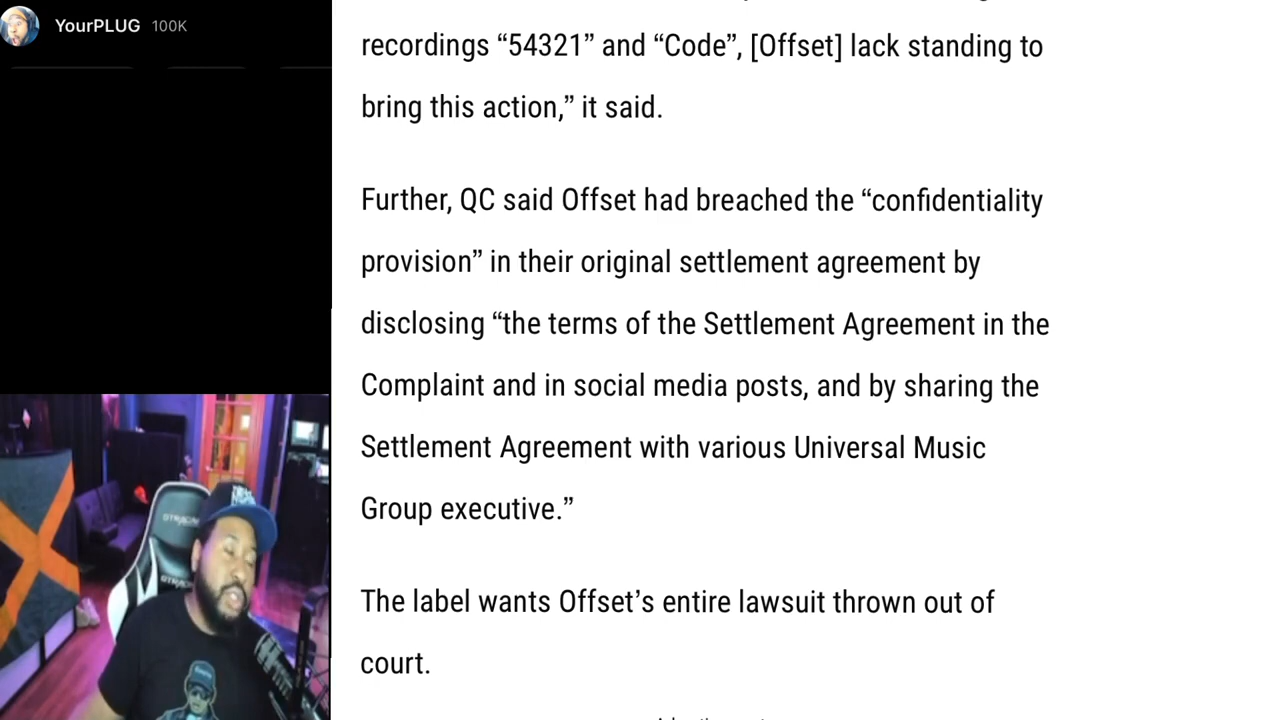 YourPLUG 100K
recordings “54321” and “Code”, [Offset] lack standing to
bring this action,” it said.
Further, QC said Offset had breached the “confidentiality
provision” in their original settlement agreement by
disclosing “the terms of the Settlement Agreement in the
Complaint and in social media posts, and by sharing the
Settlement Agreement with various Universal Music
Group executive.”
The label wants Offset’s entire lawsuit thrown out of
court.